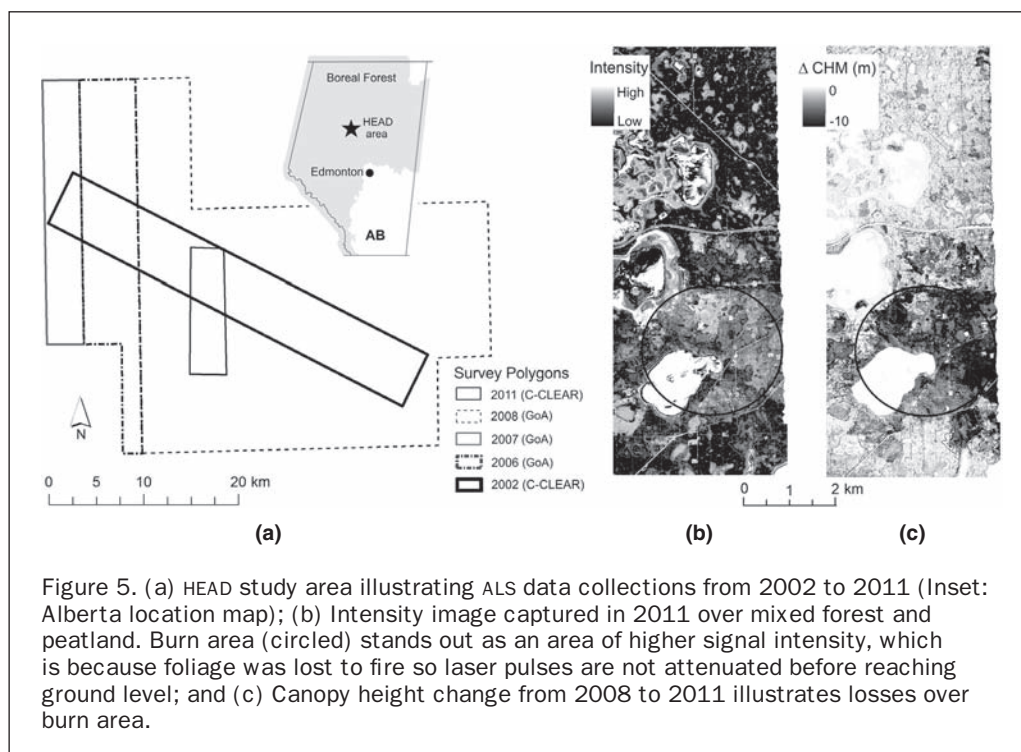 Boreal Forest
HEAD
area
Edmonton
AB
N
0 5 10 20 km
Survey Polygons
2011 (C-CLEAR)
2008 (GoA)
2007 (GoA)
2006 (GoA)
2002 (C-CLEAR)
(a)
Intensity
High
Low
0 1 2 km
(b)
Δ CHM (m)
0
-10
(c)
Figure 5. (a) HEAD study area illustrating ALS data collections from 2002 to 2011 (Inset:
Alberta location map); (b) Intensity image captured in 2011 over mixed forest and
peatland. Burn area (circled) stands out as an area of higher signal intensity, which
is because foliage was lost to fire so laser pulses are not attenuated before reaching
ground level; and (c) Canopy height change from 2008 to 2011 illustrates losses over
burn area.